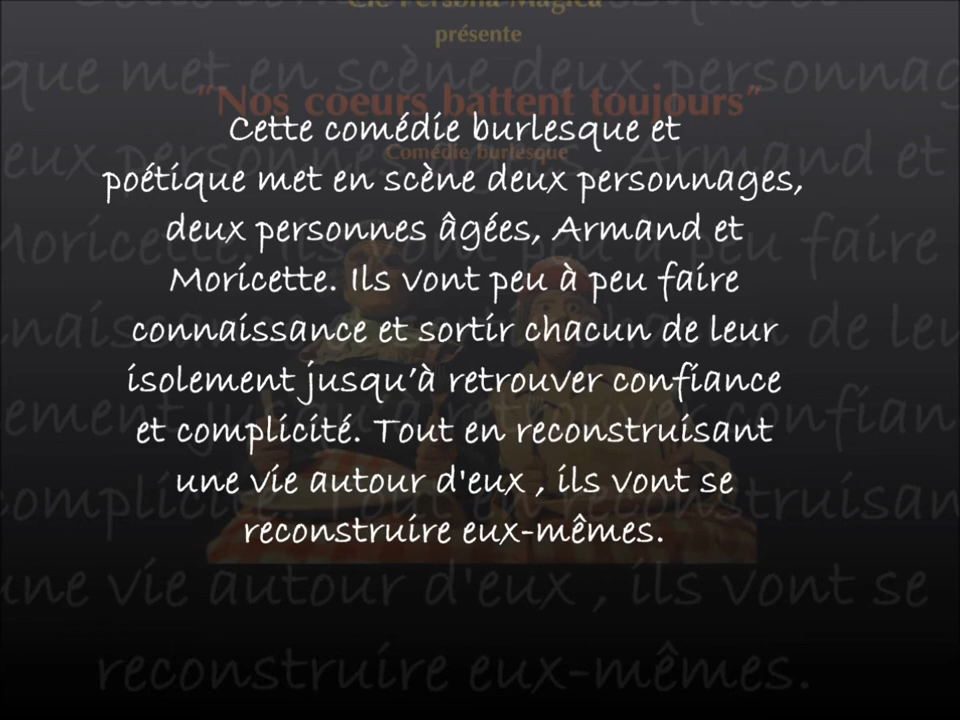 Cie Persona Magica
présente
"Nos coeurs battent toujours"
Comédie burlesque
Cette comédie burlesque et
poétique met en scène deux personnages,
deux personnes âgées, Armand et
Moricette. Ils vont peu à peu faire
connaissance et sortir chacun de leur
isolement jusqu'à retrouver confiance
et complicité. Tout en reconstruisant
une vie autour d'eux , ils vont se
reconstruire eux-mêmes.